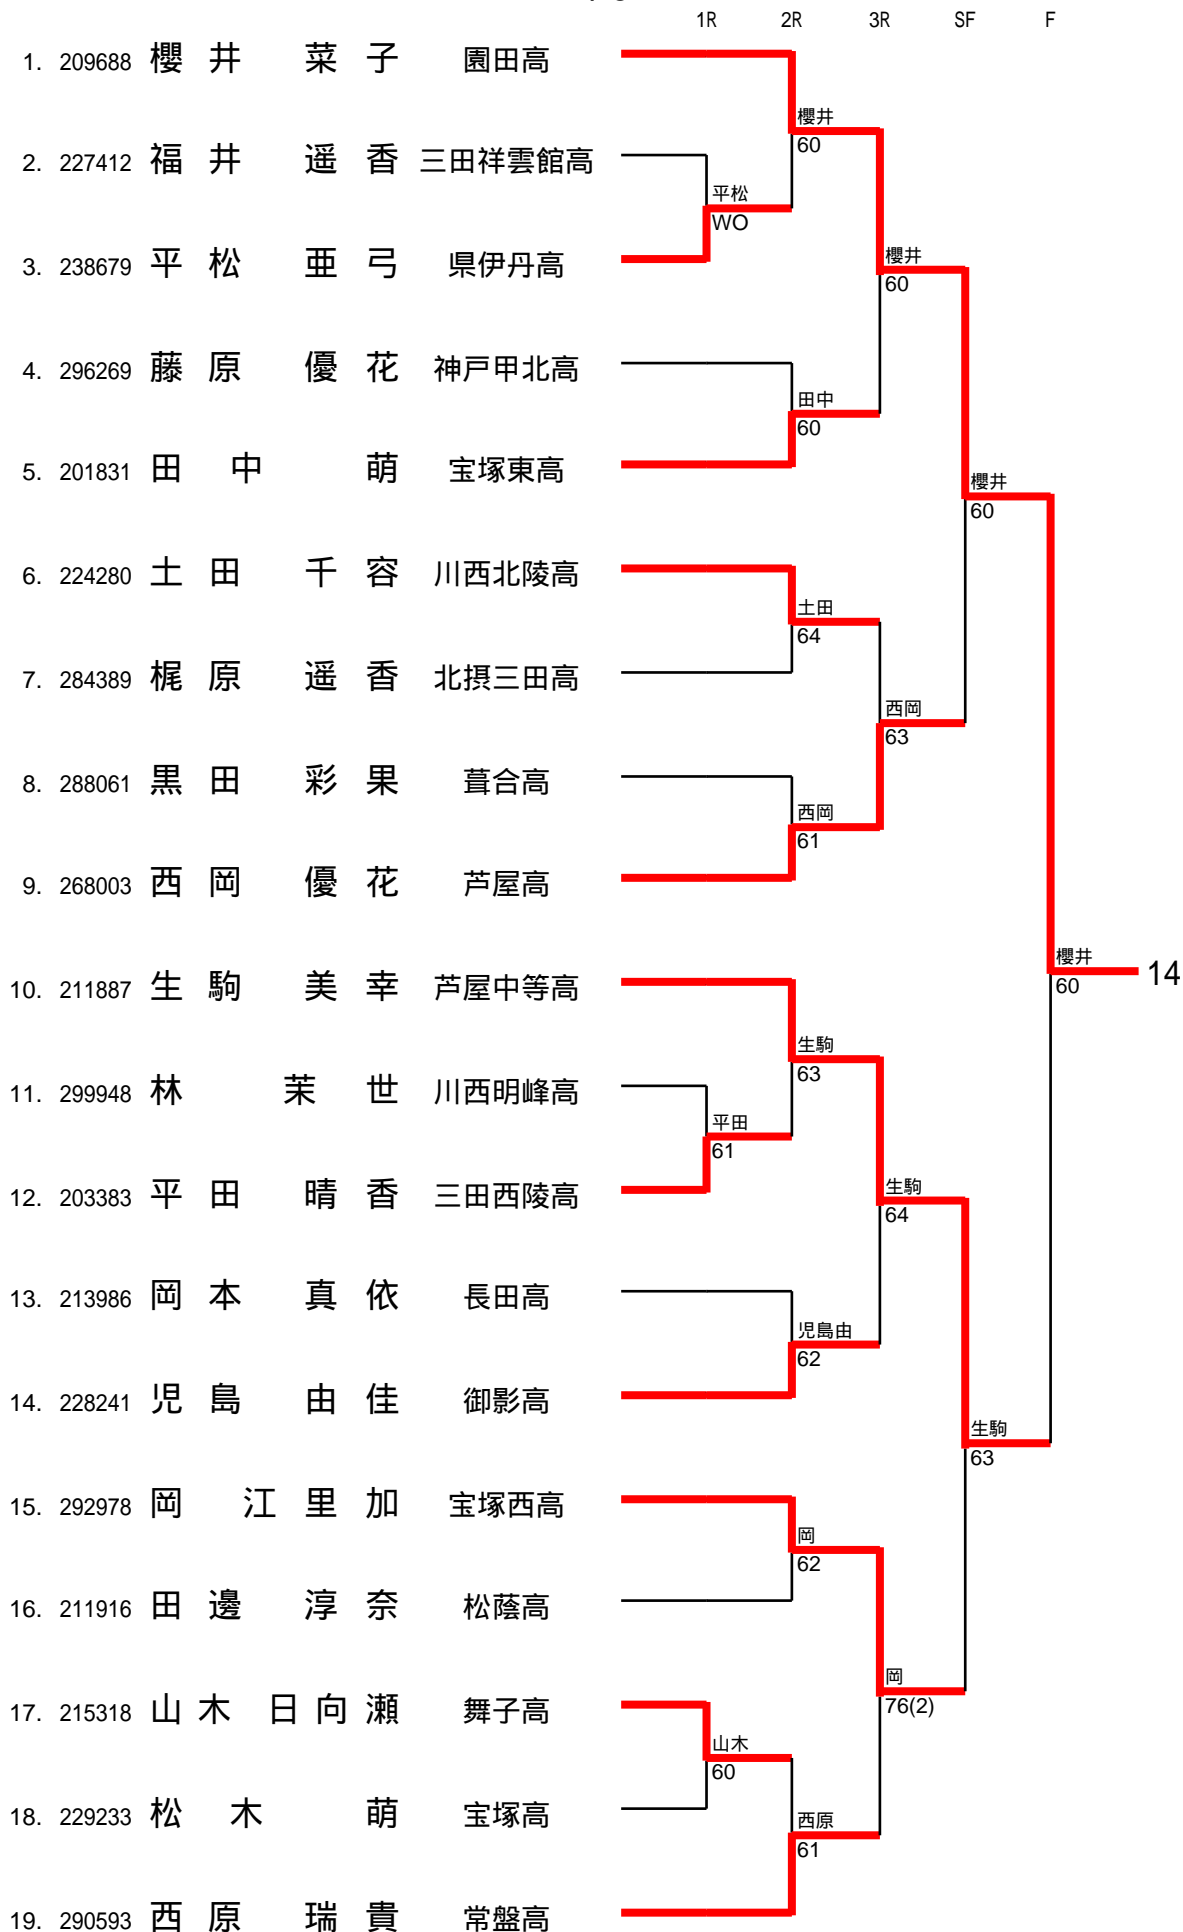 1R 2R 3R SF F
1. 209688 櫻井 菜子 園田高
櫻井
60
2. 227412 福井 遥香 三田祥雲館高
平松
WO
3. 238679 平松 亜弓 県伊丹高
櫻井
60
4. 296269 藤原 優花 神戸甲北高
田中
60
5. 201831 田中 萌 宝塚東高
櫻井
60
6. 224280 土田 千容 川西北陵高
土田
64
7. 284389 梶原 遥香 北摂三田高
西岡
63
8. 288061 黒田 彩果 葺合高
西岡
61
9. 268003 西岡 優花 芦屋高
櫻井
60
14
10. 211887 生駒 美幸 芦屋中等高
生駒
63
11. 299948 林 茉世 川西明峰高
平田
61
12. 203383 平田 晴香 三田西陵高
生駒
64
13. 213986 岡本 真依 長田高
児島由
62
14. 228241 児島 由佳 御影高
生駒
63
15. 292978 岡 江里加 宝塚西高
岡
62
16. 211916 田邊 淳奈 松蔭高
岡
76(2)
17. 215318 山木 日向瀬 舞子高
山木
60
18. 229233 松木 萌 宝塚高
西原
61
19. 290593 西原 瑞貴 常盤高